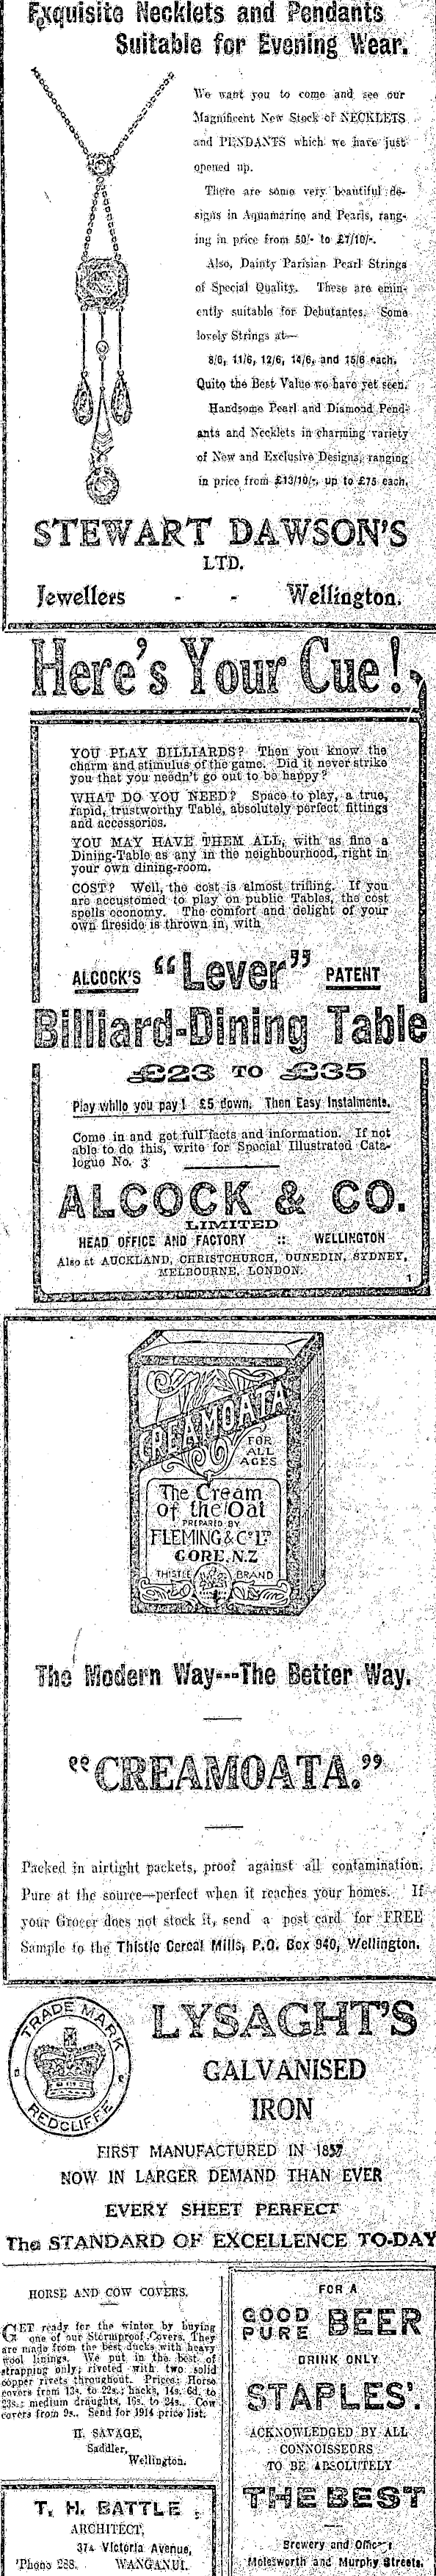 Exquisite Necklets and Pendants
Suitable for Evening Wear.
We want you to come and see our
Magnificent New Stock of NECKLETS
and PENDANTS which we have just
opened up.
There are some very beautiful de-
signs in Aquamarine and Pearls, rang-
ing in price from 50/- to £7/10/-.
Also, Dainty Parisian Pearl Strings
of Special Quality. These are emin-
ently suitable for Debutantes. Some
lovely Strings at—
8/6, 11/6, 12/6, 14/6, and 15/6 each.
Quite the Best Value we have yet seen.
Handsome Pearl and Diamond Pend-
ants and Necklets in charming variety
of New and Exclusive Designs, ranging
in price from £13/10/-, up to £75 each.
STEWART DAWSON'S
LTD.
Jewellers - - Wellington.
Here's Your Cue!
YOU PLAY BILLIARDS? Then you know the
charm and stimulus of the game. Did it never strike
you that you needn't go out to be happy?
WHAT DO YOU NEED? Space to play, a true,
rapid, trustworthy Table, absolutely perfect fittings
and accessories.
YOU MAY HAVE THEM ALL, with as fine a
Dining-Table as any in the neighbourhood, right in
your own dining-room.
COST? Well, the cost is almost trifling. If you
are accustomed to play on public Tables, the cost
spells economy. The comfort and delight of your
own fireside is thrown in, with
ALCOCK'S "Lever" PATENT
Billiard-Dining Table
£23 TO £35
Play while you pay! £5 down. Then Easy Instalments.
Come in and get full facts and information. If not
able to do this, write for Special Illustrated Cata-
logue No. 3
ALCOCK & CO.
LIMITED
HEAD OFFICE AND FACTORY :: WELLINGTON
Also at AUCKLAND, CHRISTCHURCH, DUNEDIN, SYDNEY,
MELBOURNE, LONDON.
1
CREAMOATA
FOR
ALL
AGES
The Cream
of the Oat
PREPARED BY
FLEMING & Co LTD
GORE. N.Z
THISTLE BRAND
The Modern Way---The Better Way.
"CREAMOATA."
Packed in airtight packets, proof against all contamination.
Pure at the source—perfect when it reaches your homes. If
your Grocer does not stock it, send a post card for FREE
Sample to the Thistle Cereal Mills, P.O. Box 940, Wellington.
TRADE MARK
REDCLIFFE
LYSAGHT'S
GALVANISED
IRON
FIRST MANUFACTURED IN 1857
NOW IN LARGER DEMAND THAN EVER
EVERY SHEET PERFECT
The STANDARD OF EXCELLENCE TO-DAY
HORSE AND COW COVERS.
GET ready for the winter by buying
one of our Stormproof Covers. They
are made from the best ducks with heavy
wool linings. We put in the best of
strapping only; riveted with two solid
copper rivets throughout. Prices: Horse
covers from 13s. to 22s.; hacks, 14s. 6d. to
23s.; medium draughts, 16s. to 24s.. Cow
covers from 9s.. Send for 1914 price list.
H. SAVAGE,
Saddler,
Wellington.
T. H. BATTLE,
ARCHITECT,
37A Victoria Avenue,
'Phone 288. WANGANUI.
FOR A
GOOD
PURE BEER
DRINK ONLY
STAPLES'.
ACKNOWLEDGED BY ALL
CONNOISSEURS
TO BE ABSOLUTELY
THE BEST
Brewery and Offices
Molesworth and Murphy Streets.